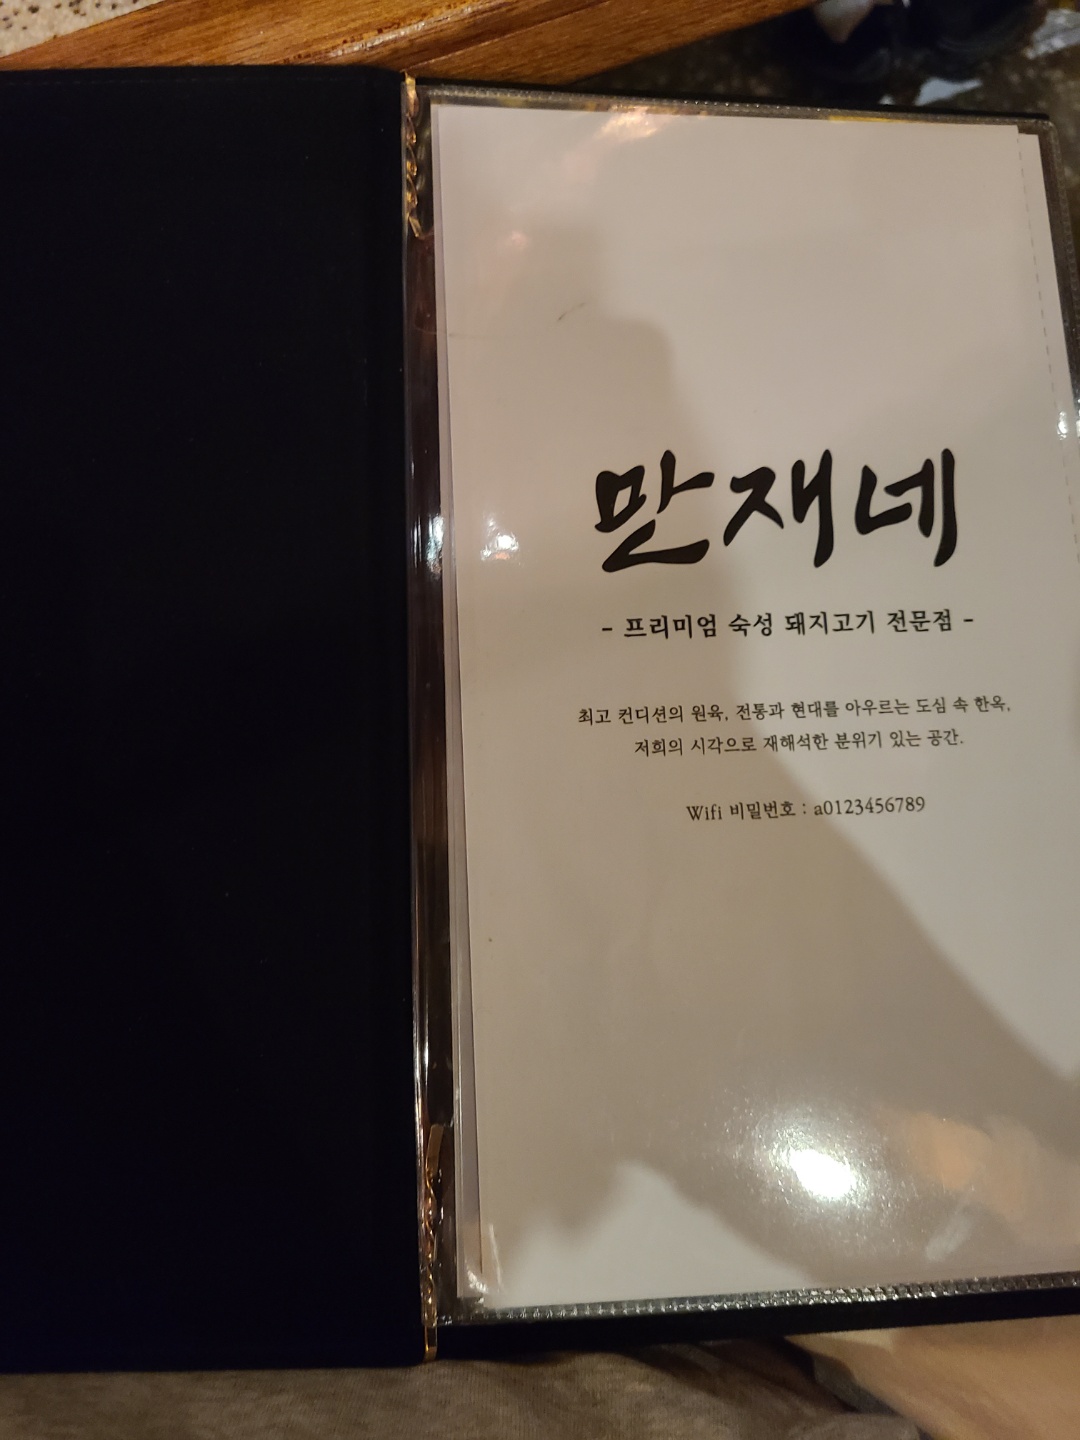 만재네
- 프리미엄 숙성 돼지고기 전문점 -
최고 컨디션의 원육, 전통과 현대를 아우르는 도심 속 한옥,
저희의 시각으로 재해석한 분위기 있는 공간.
Wifi 비밀번호 : a0123456789